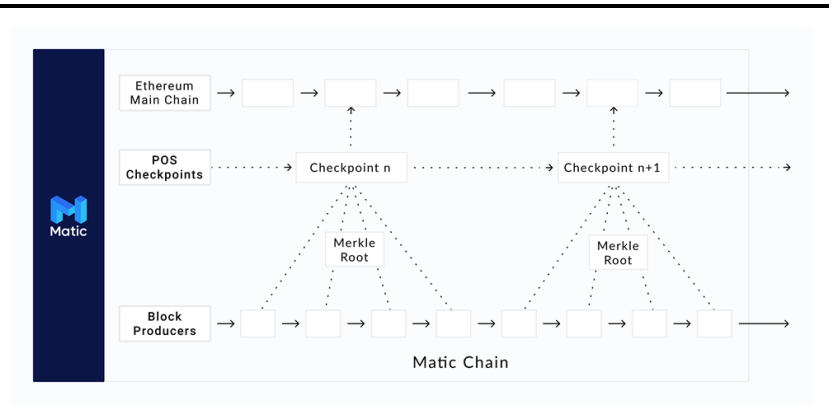 Ethereum
Main Chain
POS
Checkpoints
Checkpoint n
Checkpoint n+1
Matic
Merkle
Root
Merkle
Root
Block
Producers
Matic Chain